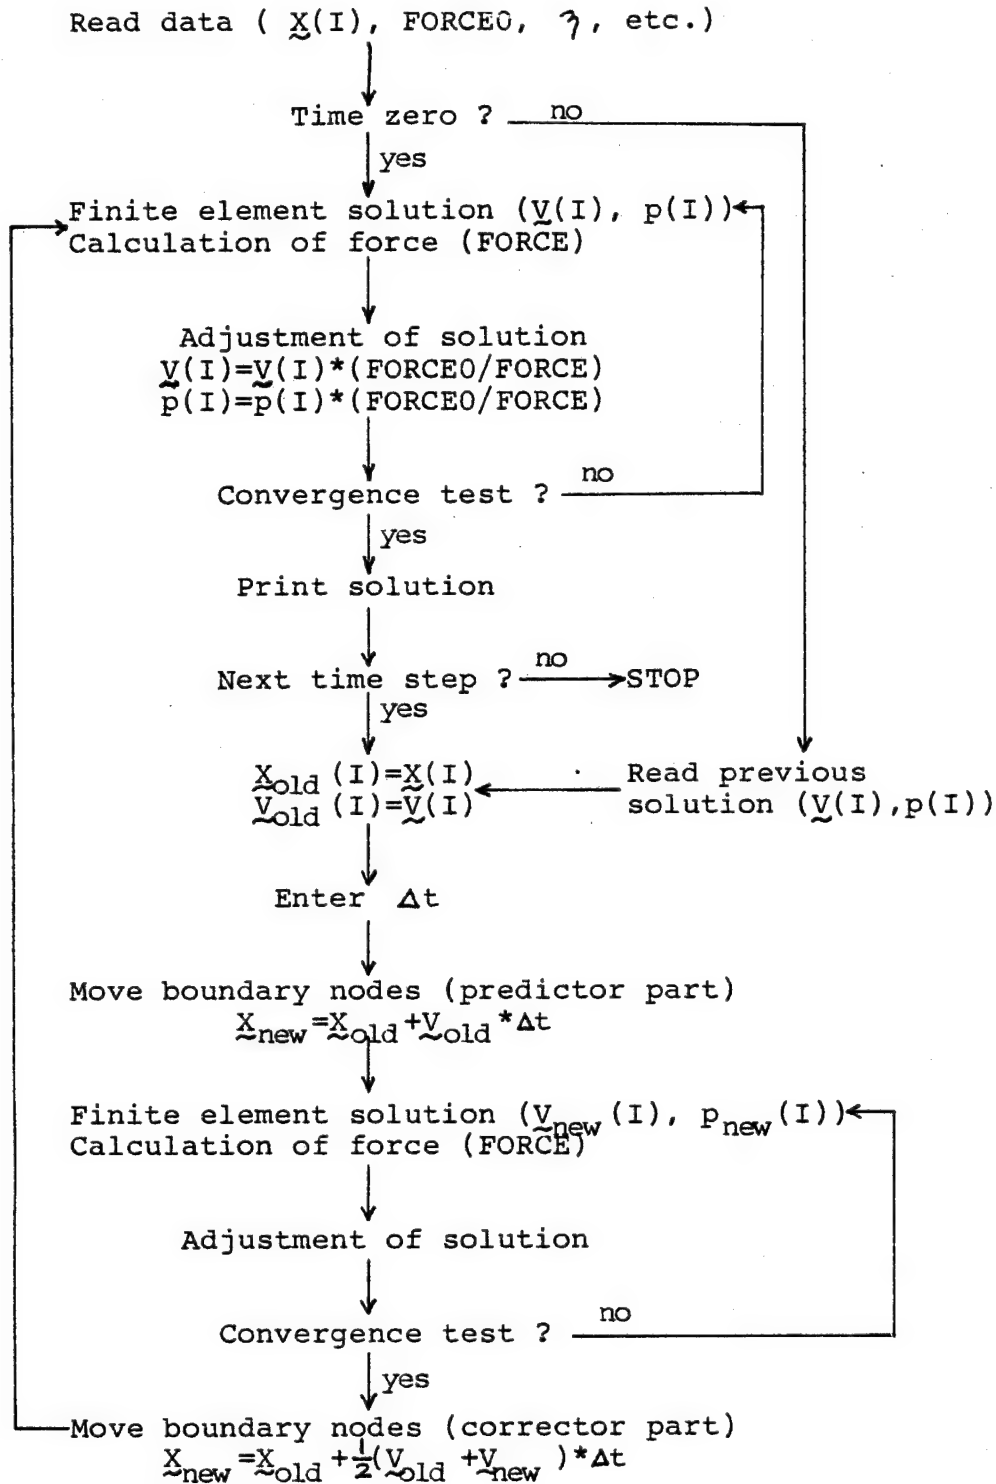 Read data ( X(I), FORCE0, η, etc.)
Time zero ? no
yes
Finite element solution (V(I), p(I))
Calculation of force (FORCE)
Adjustment of solution
V(I)=V(I)*(FORCE0/FORCE)
p(I)=p(I)*(FORCE0/FORCE)
Convergence test ? no
yes
Print solution
Next time step ? no STOP
yes
Xold (I)=X(I)
Vold (I)=V(I)
Read previous
solution (V(I),p(I))
Enter Δt
Move boundary nodes (predictor part)
Xnew=Xold+Vold*Δt
Finite element solution (Vnew(I), pnew(I))
Calculation of force (FORCE)
Adjustment of solution
Convergence test ? no
yes
Move boundary nodes (corrector part)
Xnew=Xold+½(Vold+Vnew )*Δt